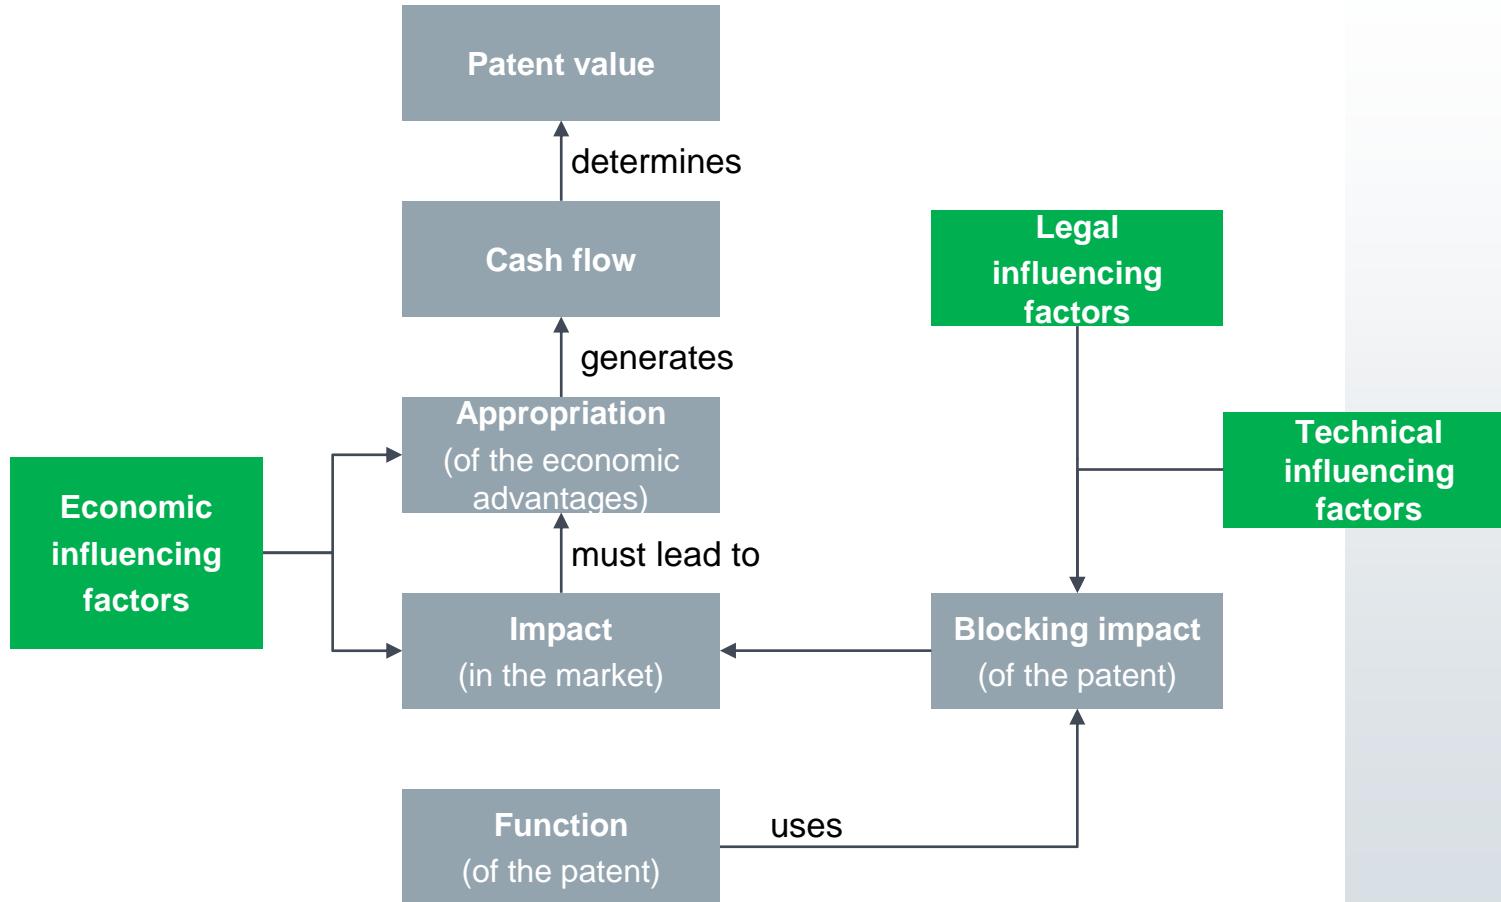 Patent value
determines
Cash flow
Legal
influencing
factors
generates
Appropriation
(of the economic
advantages)
Technical
influencing
factors
Economic
influencing
factors
must lead to
Impact
(in the market)
Blocking impact
(of the patent)
Function
(of the patent)
uses